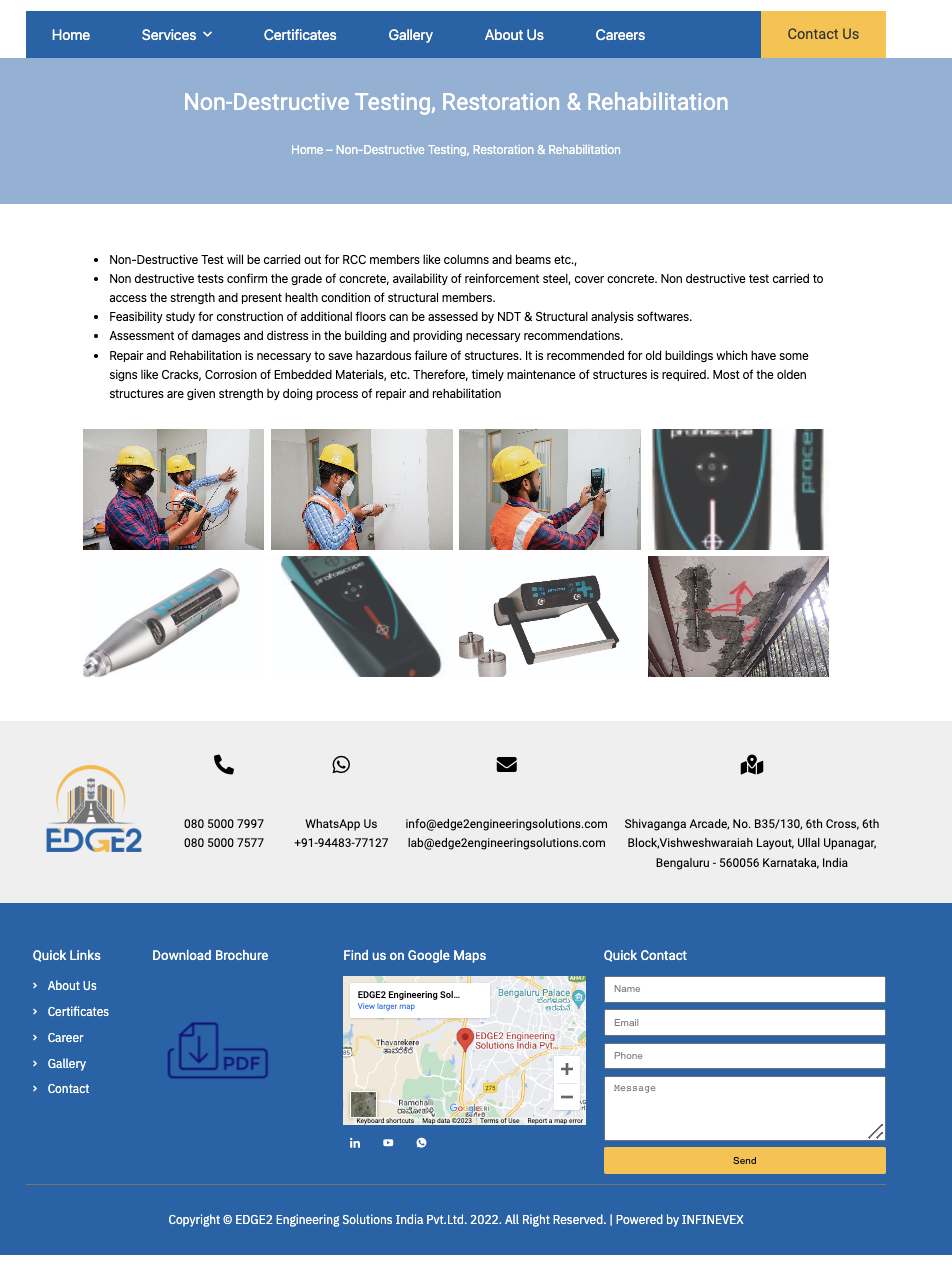 Home
Services
Certificates
Gallery
About Us
Careers
Contact Us
Non-Destructive Testing, Restoration & Rehabilitation
Home – Non-Destructive Testing, Restoration & Rehabilitation
• Non-Destructive Test will be carried out for RCC members like columns and beams etc.,
• Non destructive tests confirm the grade of concrete, availability of reinforcement steel, cover concrete. Non destructive test carried to
access the strength and present health condition of structural members.
• Feasibility study for construction of additional floors can be assessed by NDT & Structural analysis softwares.
• Assessment of damages and distress in the building and providing necessary recommendations.
• Repair and Rehabilitation is necessary to save hazardous failure of structures. It is recommended for old buildings which have some
signs like Cracks, Corrosion of Embedded Materials, etc. Therefore, timely maintenance of structures is required. Most of the olden
structures are given strength by doing process of repair and rehabilitation
profoscope
proce
proceq
profoscope
proceq
EDGE2
080 5000 7997
080 5000 7577
WhatsApp Us
+91-94483-77127
info@edge2engineeringsolutions.com
lab@edge2engineeringsolutions.com
Shivaganga Arcade, No. B35/130, 6th Cross, 6th
Block,Vishweshwaraiah Layout, Ullal Upanagar,
Bengaluru - 560056 Karnataka, India
Quick Links
About Us
Certificates
Career
Gallery
Contact
Download Brochure
PDF
Find us on Google Maps
EDGE2 Engineering Sol...
View larger map
AH47
Bengaluru Palace
ಬೆಂಗಳೂರು
ಅರಮನೆ
Thavarekere
ತಾವರೆಕೆರೆ
EDGE2 Engineering
Solutions India Pvt...
85
275
Ramohalli
ರಾಮೋಹಳ್ಳಿ
Google
Keyboard shortcuts
Map data ©2023
Terms of Use
Report a map error
Quick Contact
Name
Email
Phone
Message
Send
Copyright © EDGE2 Engineering Solutions India Pvt.Ltd. 2022. All Right Reserved. | Powered by INFINEVEX